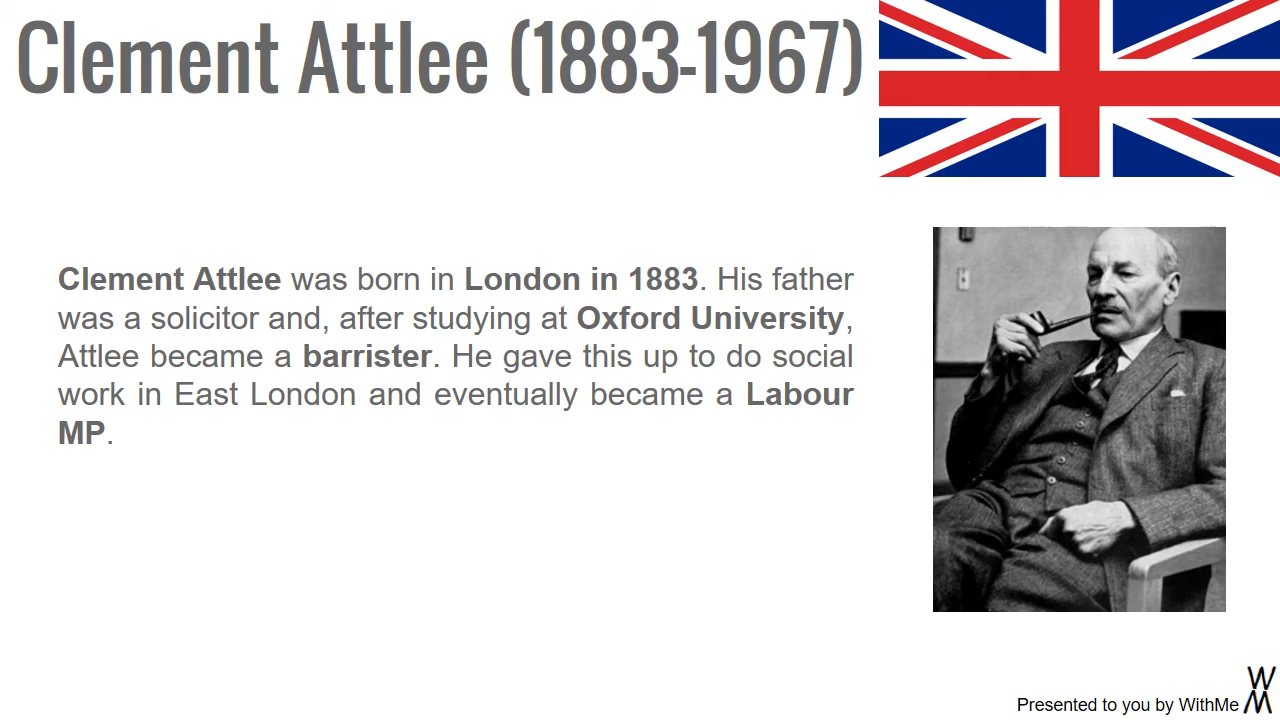 Clement Attlee (1883-1967)
Clement Attlee was born in London in 1883. His father
was a solicitor and, after studying at Oxford University,
Attlee became a barrister. He gave this up to do social
work in East London and eventually became a Labour
MP.
Presented to you by WithMe
W
M